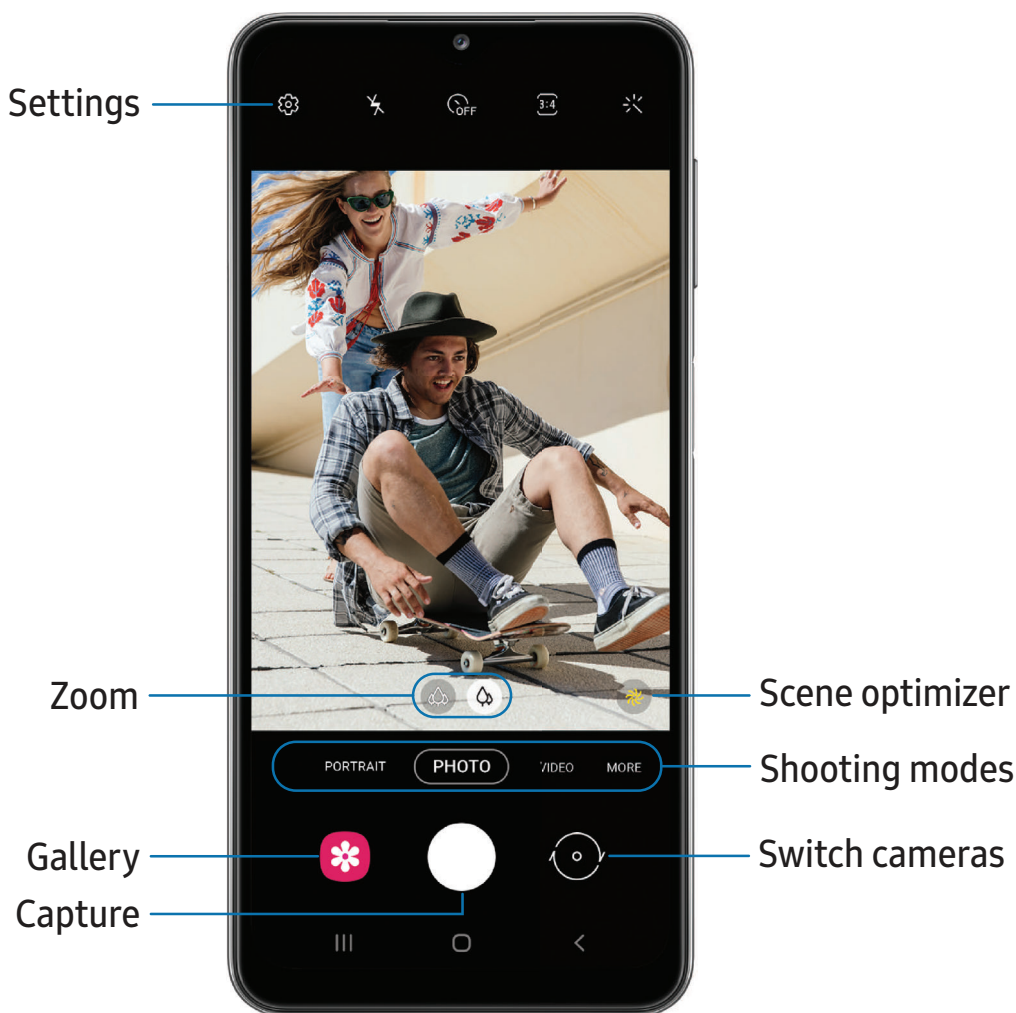 Settings
OFF
3:4
Zoom
Scene optimizer
PORTRAIT
PHOTO
VIDEO
MORE
Shooting modes
Gallery
Switch cameras
Capture